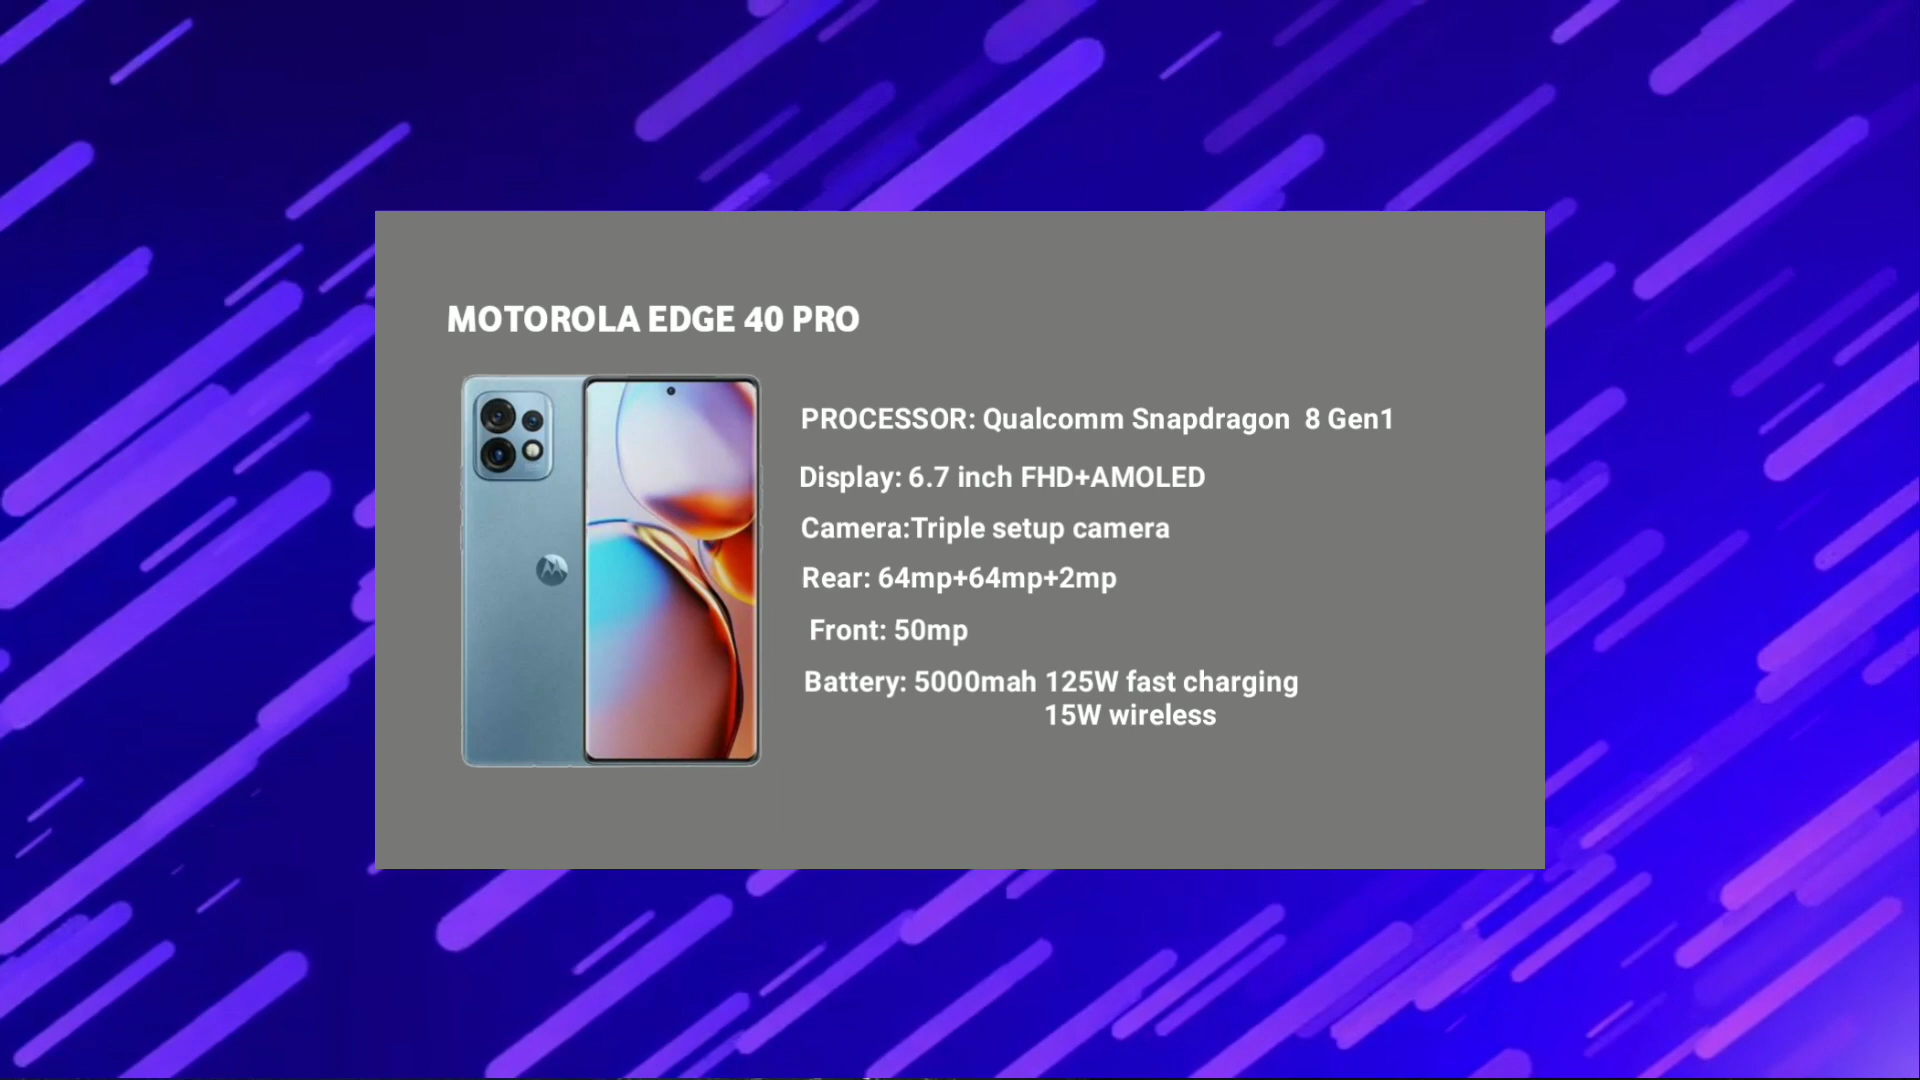 MOTOROLA EDGE 40 PRO
PROCESSOR: Qualcomm Snapdragon 8 Gen1
Display: 6.7 inch FHD+AMOLED
Camera:Triple setup camera
Rear: 64mp+64mp+2mp
Front: 50mp
Battery: 5000mah 125W fast charging
15W wireless